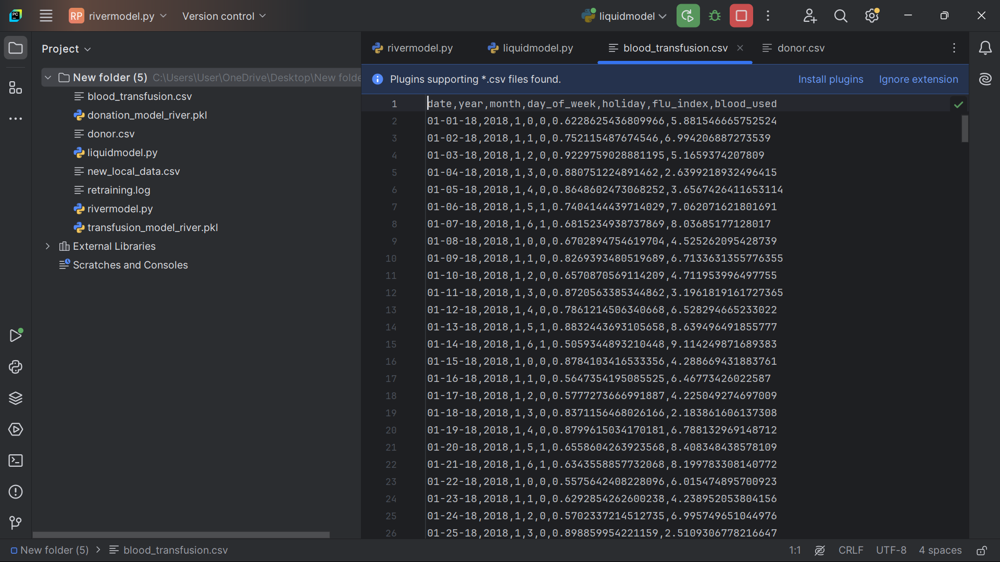 RP rivermodel.py Version control liquidmodel
Project
New folder (5) C:\Users\User\OneDrive\Desktop\New folde
blood_transfusion.csv
donation_model_river.pkl
donor.csv
liquidmodel.py
new_local_data.csv
retraining.log
rivermodel.py
transfusion_model_river.pkl
External Libraries
Scratches and Consoles
rivermodel.py liquidmodel.py blood_transfusion.csv donor.csv
Plugins supporting *.csv files found. Install plugins Ignore extension
1 date,year,month,day_of_week,holiday,flu_index,blood_used
2 01-01-18,2018,1,0,0,0.6228625436809966,5.881546665752524
3 01-02-18,2018,1,1,0,0.752115487674546,6.994206887273539
4 01-03-18,2018,1,2,0,0.9229759028881195,5.1659374207809
5 01-04-18,2018,1,3,0,0.880751224891462,2.6399218932496415
6 01-05-18,2018,1,4,0,0.8648602473068252,3.6567426411653114
7 01-06-18,2018,1,5,1,0.7404144439714029,7.062071621801691
8 01-07-18,2018,1,6,1,0.6815234938737869,8.03685177128017
9 01-08-18,2018,1,0,0,0.6702894754619704,4.525262095428739
10 01-09-18,2018,1,1,0,0.8269393480519689,6.7133631355776355
11 01-10-18,2018,1,2,0,0.6570870569114209,4.711953996497755
12 01-11-18,2018,1,3,0,0.8720563385344862,3.1961819161727365
13 01-12-18,2018,1,4,0,0.7861214506340668,6.528294665233022
14 01-13-18,2018,1,5,1,0.8832443693105658,8.639496491855777
15 01-14-18,2018,1,6,1,0.5059344893210448,9.114249871689383
16 01-15-18,2018,1,0,0,0.8784103416533356,4.288669431883761
17 01-16-18,2018,1,1,0,0.5647354195085525,6.46773426022587
18 01-17-18,2018,1,2,0,0.5777273666991887,4.225049274697009
19 01-18-18,2018,1,3,0,0.8371156468026166,2.183861606137308
20 01-19-18,2018,1,4,0,0.8799615034170181,6.788132969148712
21 01-20-18,2018,1,5,1,0.6558604263923568,8.408348438578109
22 01-21-18,2018,1,6,1,0.6343558857732068,8.199783308140772
23 01-22-18,2018,1,0,0,0.5575642408228096,6.015474895700923
24 01-23-18,2018,1,1,0,0.6292854262600238,4.238952053804156
25 01-24-18,2018,1,2,0,0.5702337214512735,6.995749651044976
26 01-25-18,2018,1,3,0,0.898859954221159,2.5109306778216647
New folder (5) > blood_transfusion.csv 1:1 CRLF UTF-8 4 spaces